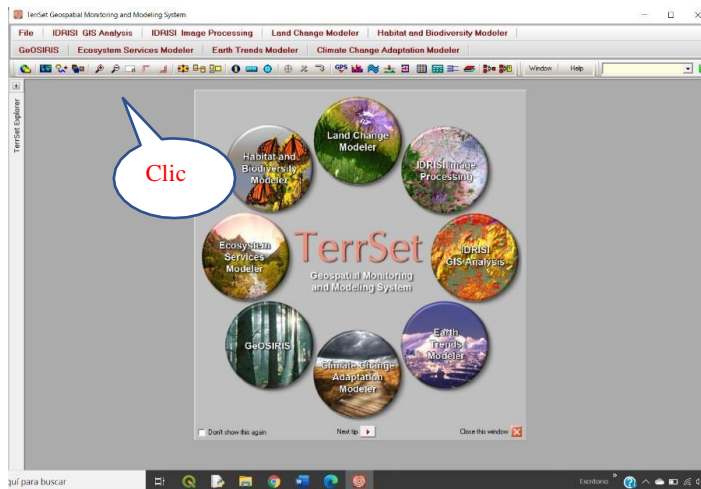 TerrSet Geospatial Monitoring and Modeling System
File IDRISI GIS Analysis IDRISI Image Processing Land Change Modeler Habitat and Biodiversity Modeler
GeOSIRIS Ecosystem Services Modeler Earth Trends Modeler Climate Change Adaptation Modeler
GPS Window Help
TerrSet Explorer
Clic
Land Change
Modeler
Habitat and
Biodiversity
Modeler
IDRISI Image
Processing
Ecosystem
Services
Modeler
TerrSet
Geospatial Monitoring
and Modeling System
IDRISI
GIS Analysis
GeOSIRIS
Earth
Trends
Modeler
Climate Change
Adaptation
Modeler
Don't show this again Next tip Close this window
quí para buscar
Escritorio